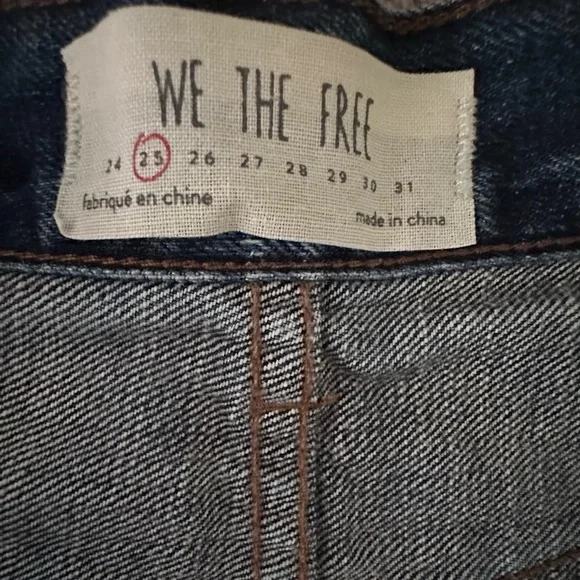 WE THE FREE
24 25 26 27 28 29 30 31
fabriqué en chine
made in china